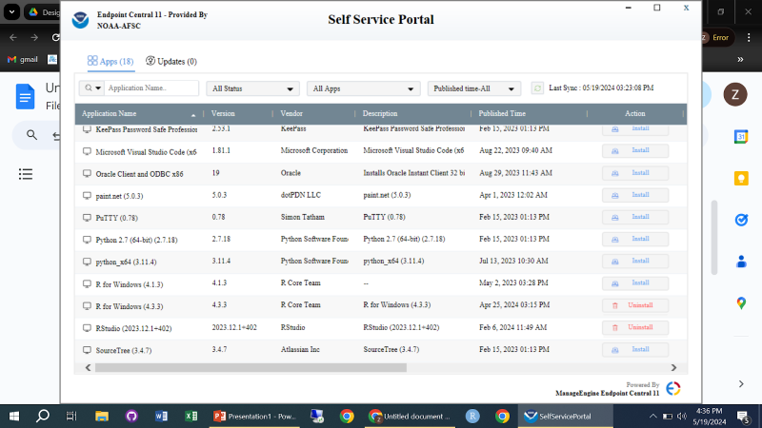 Desig
Endpoint Central 11 - Provided By
NOAA-AFSC
Self Service Portal
X
Z Error
gmail
Apps (18)
Updates (0)
Un
File
Z
Application Name..
All Status
All Apps
Published time-All
Last Sync : 05/19/2024 03:23:08 PM
Application Name Version Vendor Description Published Time Action
KeePass Password Safe Profession 2.53.1 KeePass KeePass Password Safe Profession Feb 15, 2023 01:13 PM Install
Microsoft Visual Studio Code (x6 1.81.1 Microsoft Corporation Microsoft Visual Studio Code (x6 Aug 22, 2023 09:40 AM Install
Oracle Client and ODBC x86 19 Oracle Installs Oracle Instant Client 32 bi Aug 29, 2023 11:43 AM Install
paint.net (5.0.3) 5.0.3 dotPDN LLC paint.net (5.0.3) Apr 1, 2023 12:02 AM Install
PuTTY (0.78) 0.78 Simon Tatham PuTTY (0.78) Feb 15, 2023 01:13 PM Install
Python 2.7 (64-bit) (2.7.18) 2.7.18 Python Software Foun Python 2.7 (64-bit) (2.7.18) Feb 15, 2023 01:13 PM Install
python_x64 (3.11.4) 3.11.4 Python Software Foun python_x64 (3.11.4) Jul 13, 2023 10:30 AM Install
R for Windows (4.1.3) 4.1.3 R Core Team -- May 2, 2023 03:28 PM Install
R for Windows (4.3.3) 4.3.3 R Core Team R for Windows (4.3.3) Apr 25, 2024 03:15 PM Uninstall
RStudio (2023.12.1+402) 2023.12.1+402 RStudio RStudio (2023.12.1+402) Feb 6, 2024 11:49 AM Uninstall
SourceTree (3.4.7) 3.4.7 Atlassian Inc SourceTree (3.4.7) Feb 15, 2023 01:13 PM Install
Powered By
ManageEngine Endpoint Central 11
Presentation1 - Pow...
Untitled document ...
SelfServicePortal
4:36 PM
5/19/2024